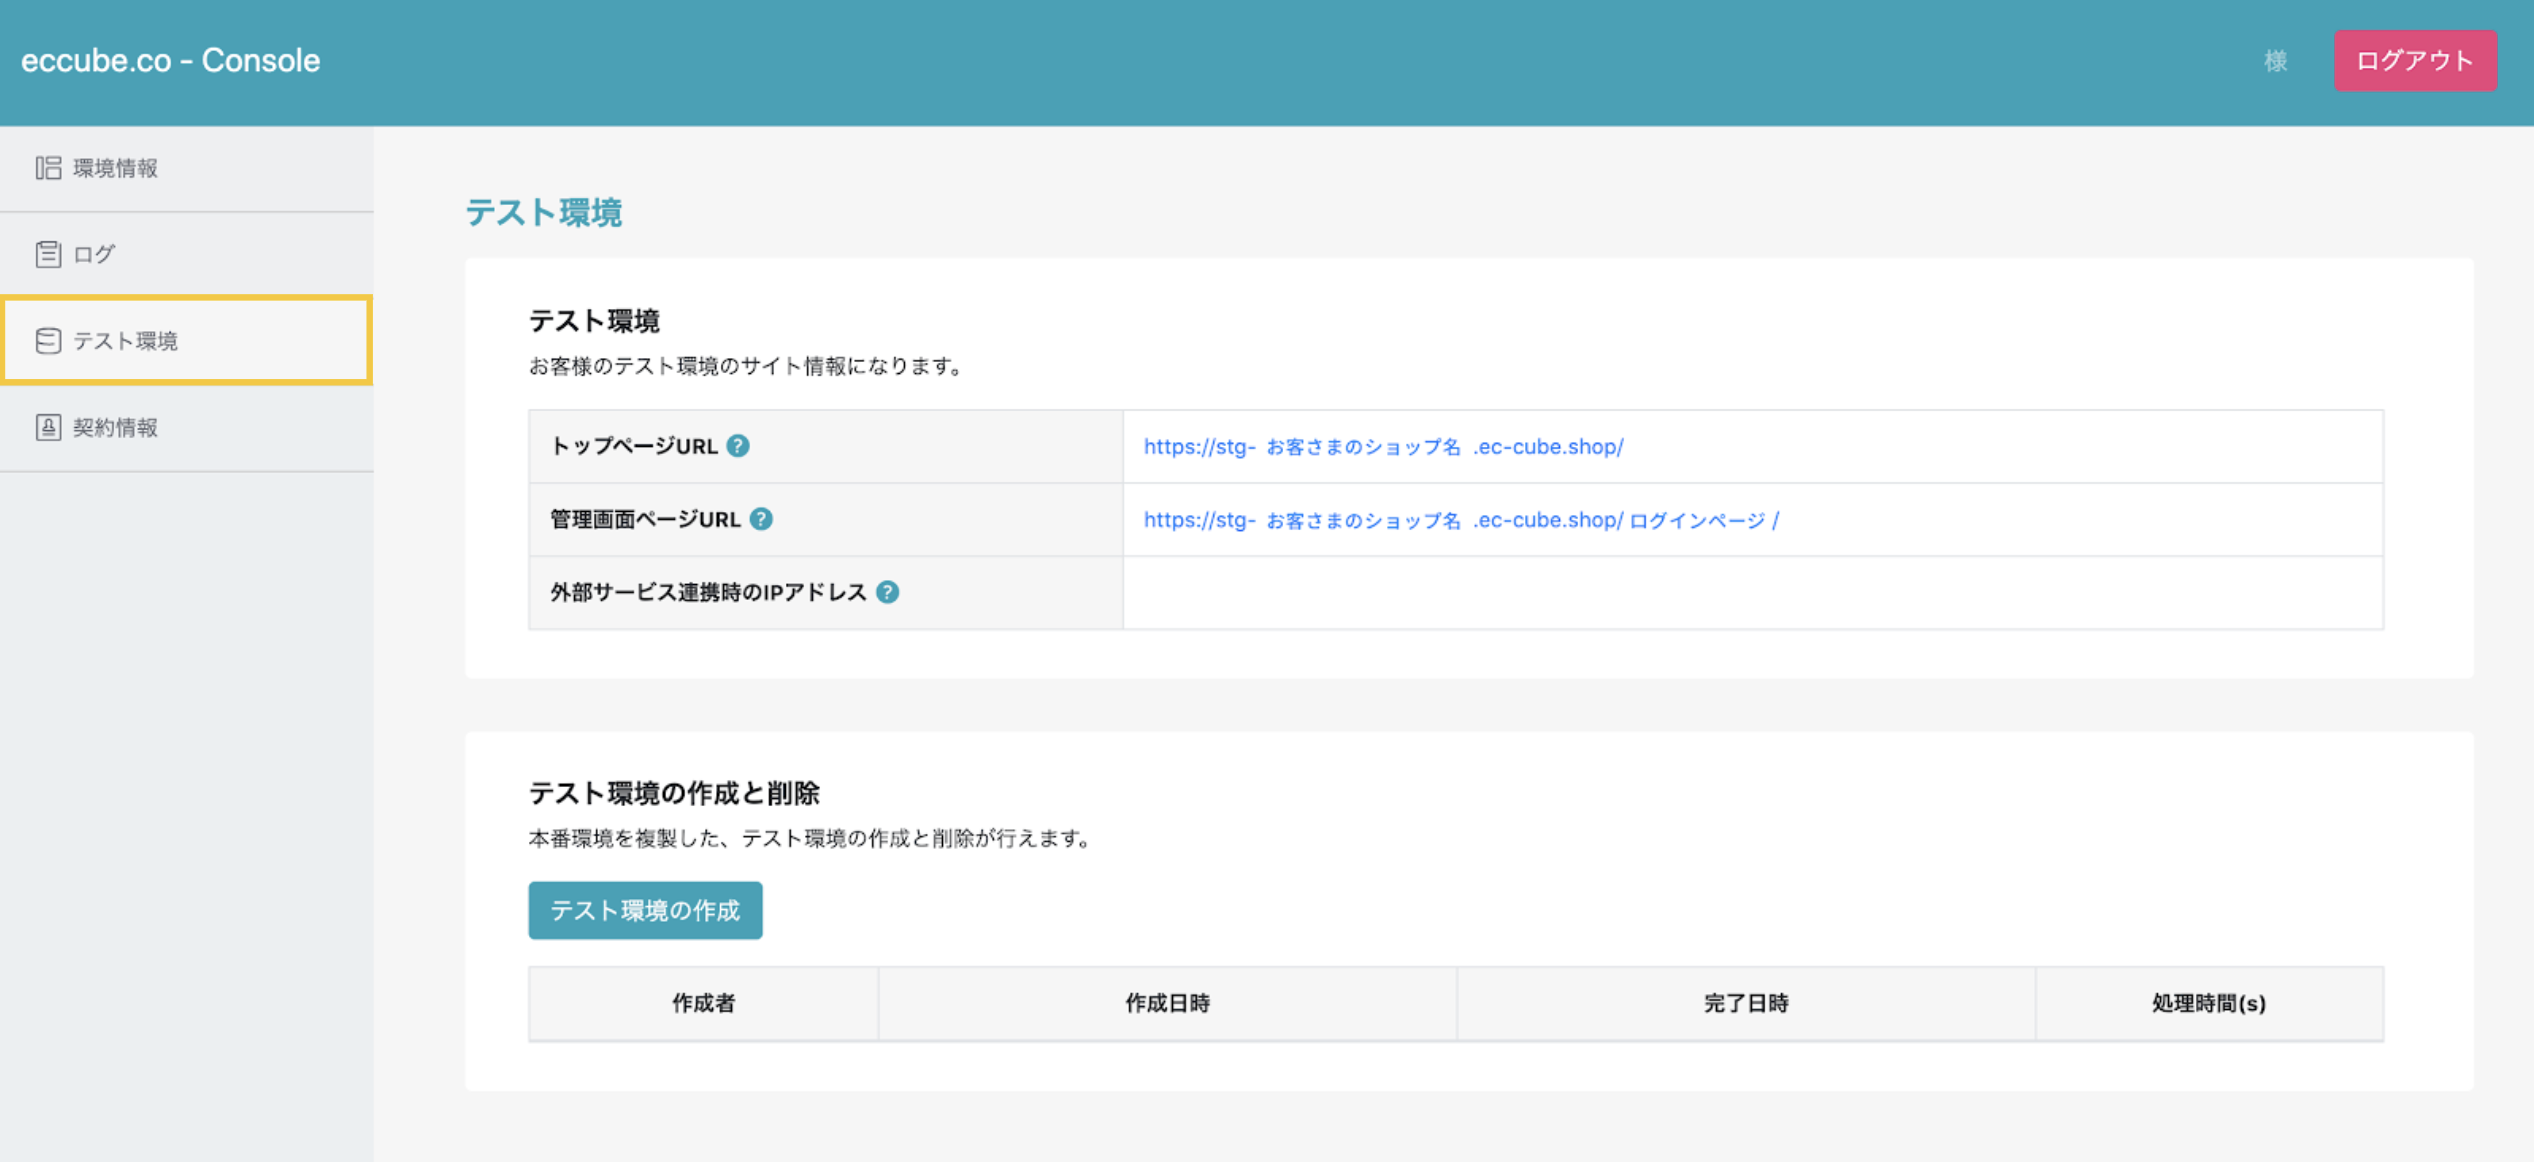 eccube.co - Console
様
ログアウト
環境情報
ログ
テスト環境
契約情報
テスト環境
テスト環境
お客様のテスト環境のサイト情報になります。
トップページURL ?
https://stg- お客さまのショップ名 .ec-cube.shop/
管理画面ページURL ?
https://stg- お客さまのショップ名 .ec-cube.shop/ ログインページ /
外部サービス連携時のIPアドレス ?
テスト環境の作成と削除
本番環境を複製した、テスト環境の作成と削除が行えます。
テスト環境の作成
作成者
作成日時
完了日時
処理時間(s)